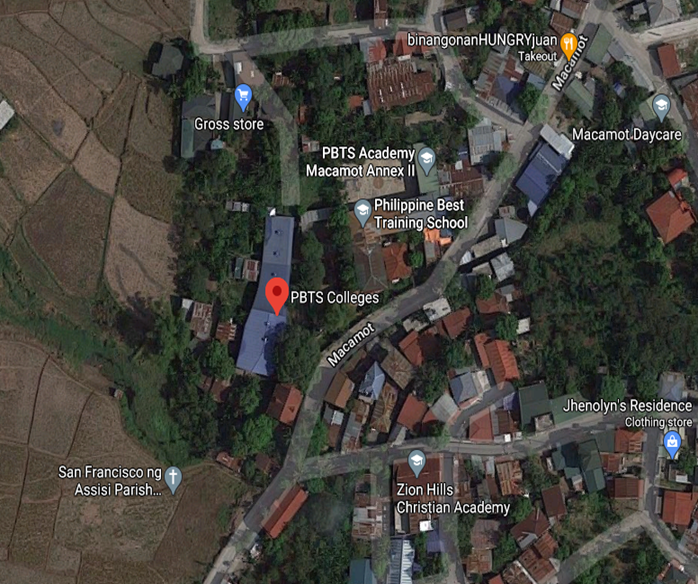 binangonanHUNGRYjuan
Takeout
Macamot
Gross store
Macamot Daycare
PBTS Academy
Macamot Annex II
Philippine Best
Training School
PBTS Colleges
Macamot
Jhenolyn's Residence
Clothing store
San Francisco ng
Assisi Parish...
Zion Hills
Christian Academy